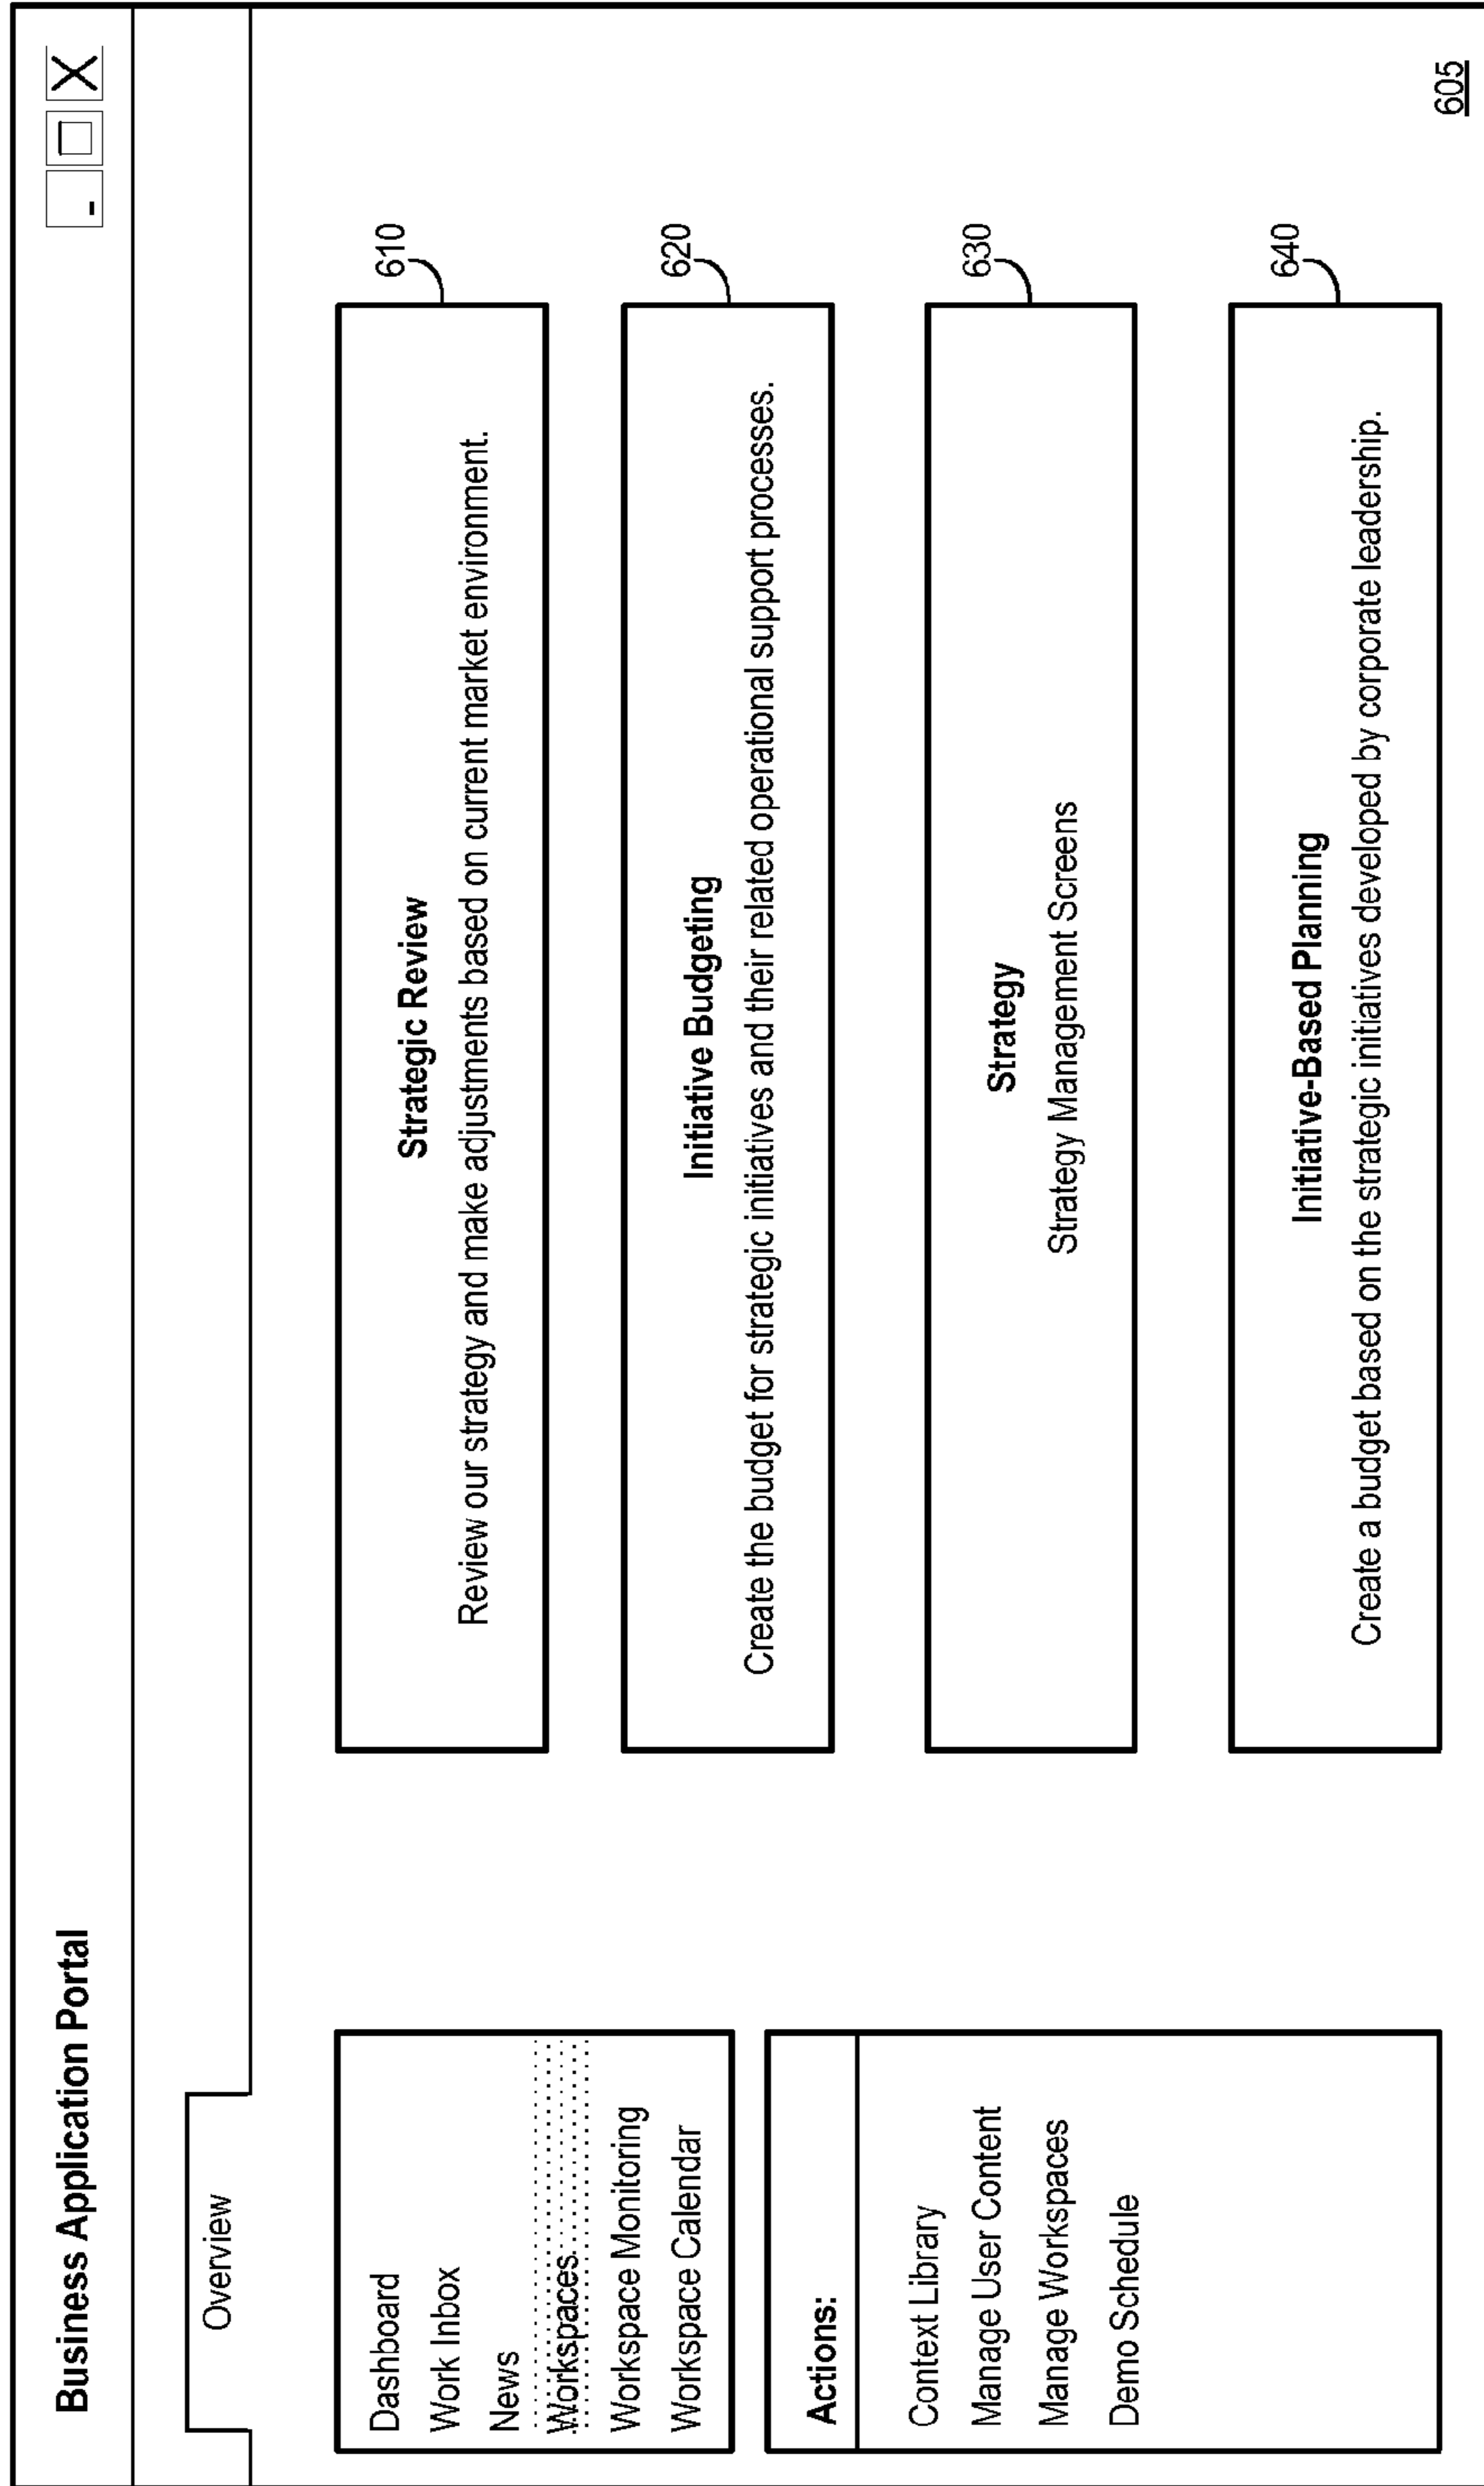 Business Application Portal
Overview
Dashboard
Work Inbox
News
Workspaces
Workspace Monitoring
Workspace Calendar
Actions:
Context Library
Manage User Content
Manage Workspaces
Demo Schedule
610
Strategic Review
Review our strategy and make adjustments based on current market environment.
620
Initiative Budgeting
Create the budget for strategic initiatives and their related operational support processes.
630
Strategy
Strategy Management Screens
640
Initiative-Based Planning
Create a budget based on the strategic initiatives developed by corporate leadership.
605